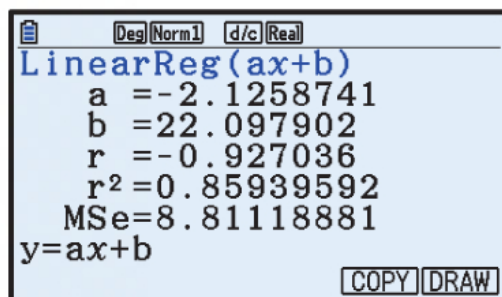 Deg Norm1 d/c Real
LinearReg(ax+b)
a =-2.1258741
b =22.097902
r =-0.927036
r²=0.85939592
MSe=8.81118881
y=ax+b
COPY DRAW